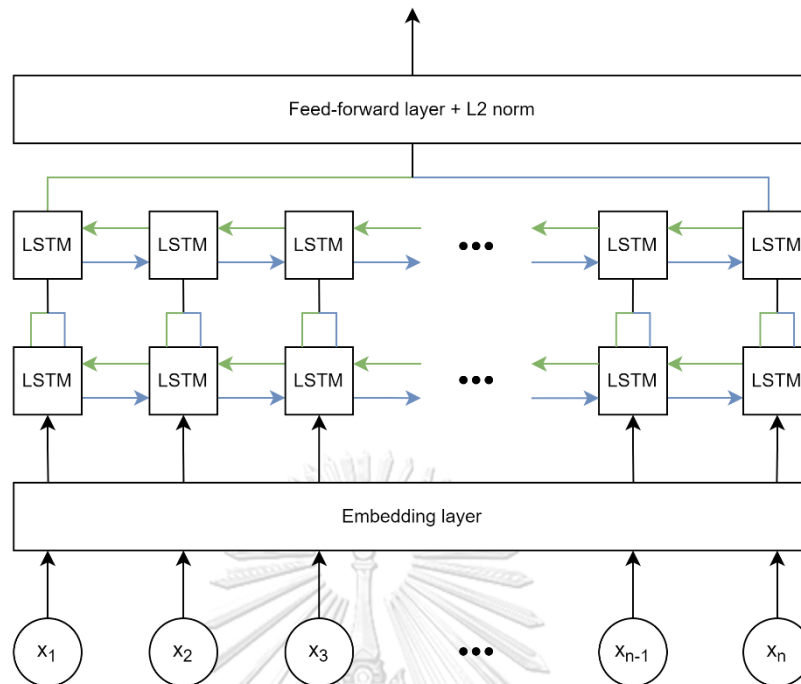 Feed-forward layer + L2 norm
LSTM LSTM LSTM ••• LSTM LSTM
LSTM LSTM LSTM ••• LSTM LSTM
Embedding layer
x₁ x₂ x₃ ••• xₙ₋₁ xₙ